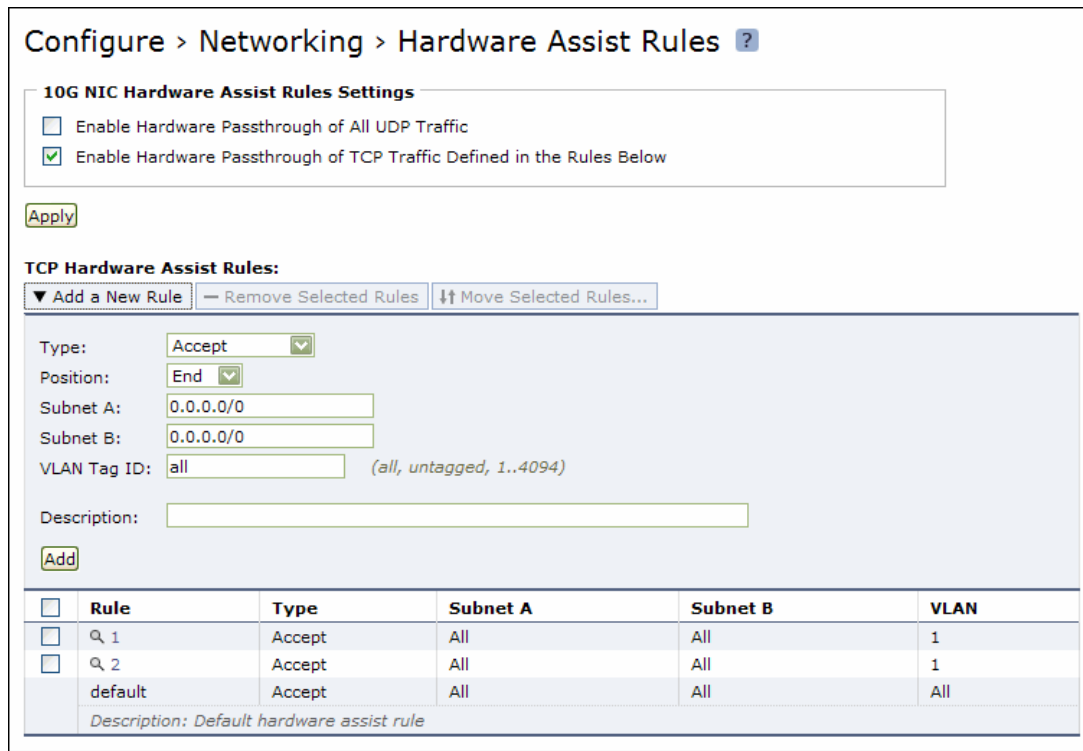 Configure > Networking > Hardware Assist Rules ?
10G NIC Hardware Assist Rules Settings
Enable Hardware Passthrough of All UDP Traffic
Enable Hardware Passthrough of TCP Traffic Defined in the Rules Below
Apply
TCP Hardware Assist Rules:
▼ Add a New Rule — Remove Selected Rules ↓↑ Move Selected Rules...
Type: Accept
Position: End
Subnet A: 0.0.0.0/0
Subnet B: 0.0.0.0/0
VLAN Tag ID: all (all, untagged, 1..4094)
Description:
Add
Rule Type Subnet A Subnet B VLAN
1 Accept All All 1
2 Accept All All 1
default Accept All All All
Description: Default hardware assist rule